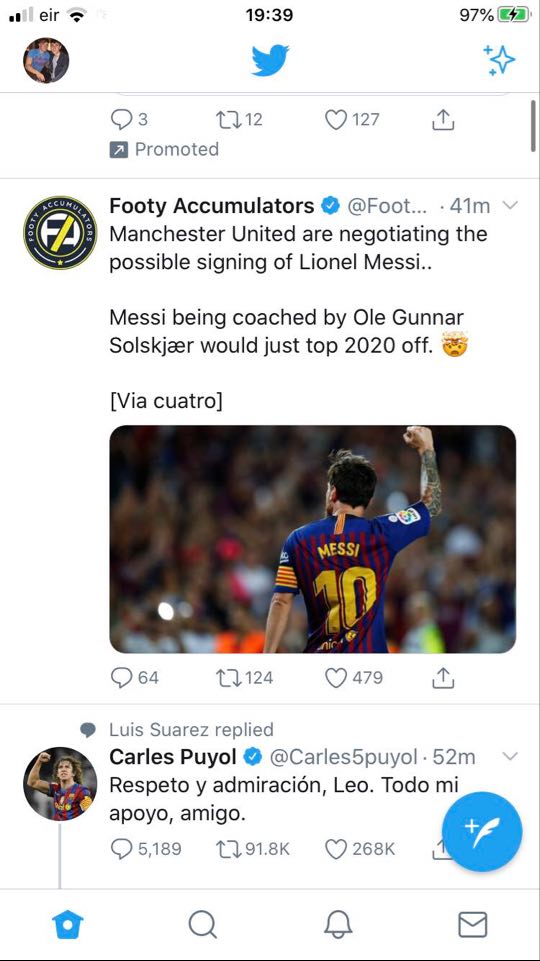 eir 19:39 97%
3 12 127
Promoted
Footy Accumulators @Foot... · 41m
FOOTY ACCUMULATORS
FA
Manchester United are negotiating the
possible signing of Lionel Messi..
Messi being coached by Ole Gunnar
Solskjær would just top 2020 off. 🤯
[Via cuatro]
MESSI
10
64 124 479
Luis Suarez replied
Carles Puyol @Carles5puyol · 52m
Respeto y admiración, Leo. Todo mi
apoyo, amigo.
5,189 91.8K 268K